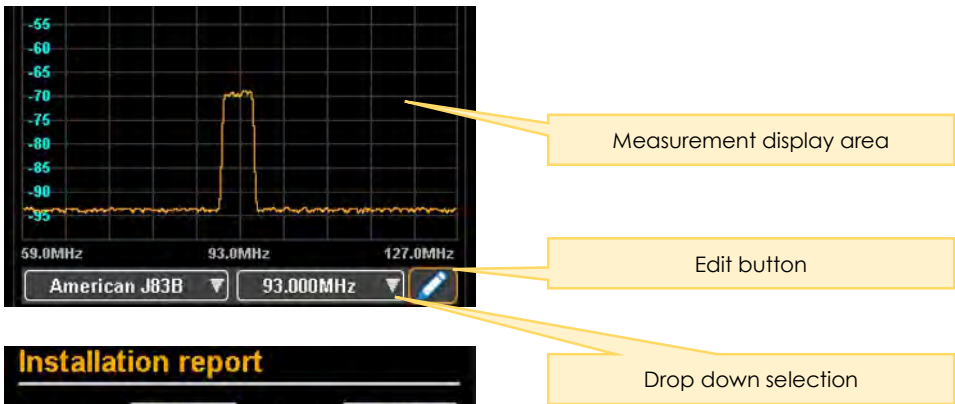 -55
-60
-65
-70
-75
-80
-85
-90
-95
59.0MHz 93.0MHz 127.0MHz
American J83B 93.000MHz
Measurement display area
Edit button
Drop down selection
Installation report